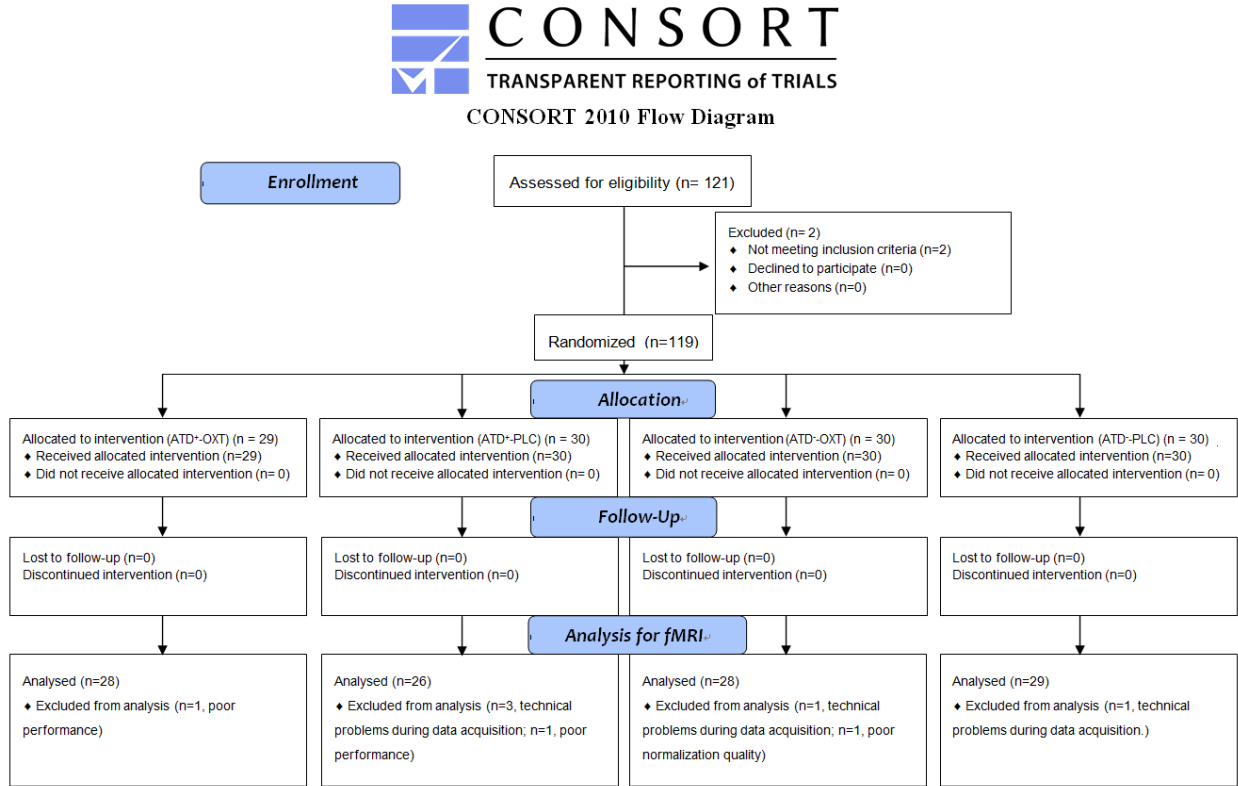 CONSORT
TRANSPARENT REPORTING of TRIALS
CONSORT 2010 Flow Diagram
Enrollment
Assessed for eligibility (n= 121)
Excluded (n= 2)
♦ Not meeting inclusion criteria (n=2)
♦ Declined to participate (n=0)
♦ Other reasons (n=0)
Randomized (n=119)
Allocation
Allocated to intervention (ATD⁺-OXT) (n = 29)
♦ Received allocated intervention (n=29)
♦ Did not receive allocated intervention (n= 0)
Allocated to intervention (ATD⁺-PLC) (n = 30)
♦ Received allocated intervention (n=30)
♦ Did not receive allocated intervention (n= 0)
Allocated to intervention (ATD⁻-OXT) (n = 30)
♦ Received allocated intervention (n=30)
♦ Did not receive allocated intervention (n= 0)
Allocated to intervention (ATD⁻-PLC) (n = 30)
♦ Received allocated intervention (n=30)
♦ Did not receive allocated intervention (n= 0)
Follow-Up
Lost to follow-up (n=0)
Discontinued intervention (n=0)
Lost to follow-up (n=0)
Discontinued intervention (n=0)
Lost to follow-up (n=0)
Discontinued intervention (n=0)
Lost to follow-up (n=0)
Discontinued intervention (n=0)
Analysis for fMRI
Analysed (n=28)
♦ Excluded from analysis (n=1, poor
performance)
Analysed (n=26)
♦ Excluded from analysis (n=3, technical
problems during data acquisition; n=1, poor
performance)
Analysed (n=28)
♦ Excluded from analysis (n=1, technical
problems during data acquisition; n=1, poor
normalization quality)
Analysed (n=29)
♦ Excluded from analysis (n=1, technical
problems during data acquisition.)